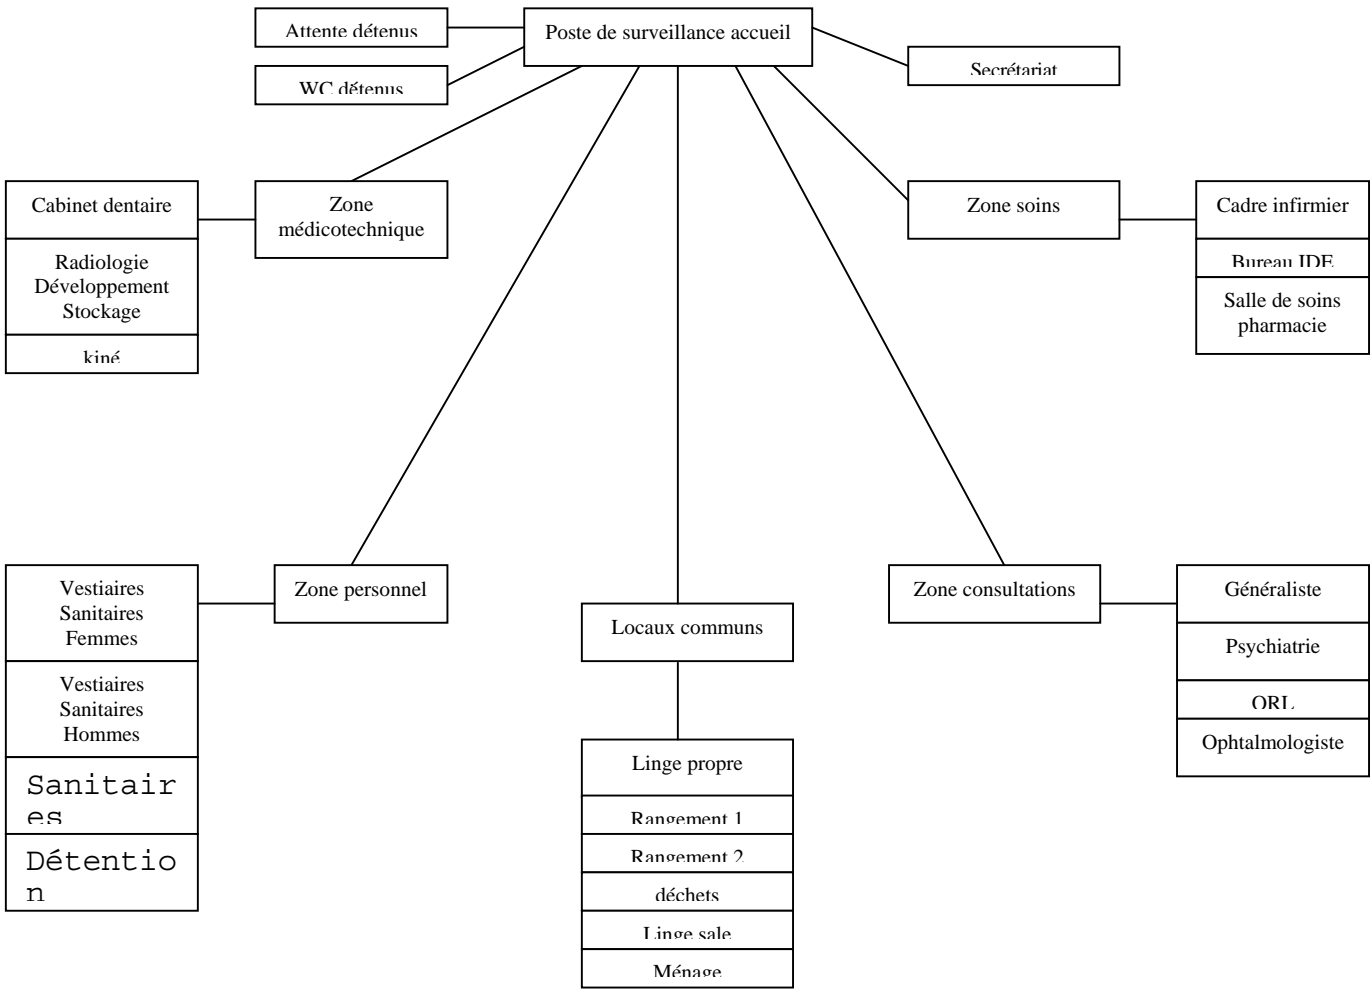 Attente détenus
Poste de surveillance accueil
Secrétariat
WC détenus
Cabinet dentaire
Radiologie
Développement
Stockage
kiné
Zone
médicotechnique
Zone soins
Cadre infirmier
Bureau IDE
Salle de soins
pharmacie
Vestiaires
Sanitaires
Femmes
Vestiaires
Sanitaires
Hommes
Sanitair
es
Détentio
n
Zone personnel
Locaux communs
Linge propre
Rangement 1
Rangement 2
déchets
Linge sale
Ménage
Zone consultations
Généraliste
Psychiatrie
ORL
Ophtalmologiste